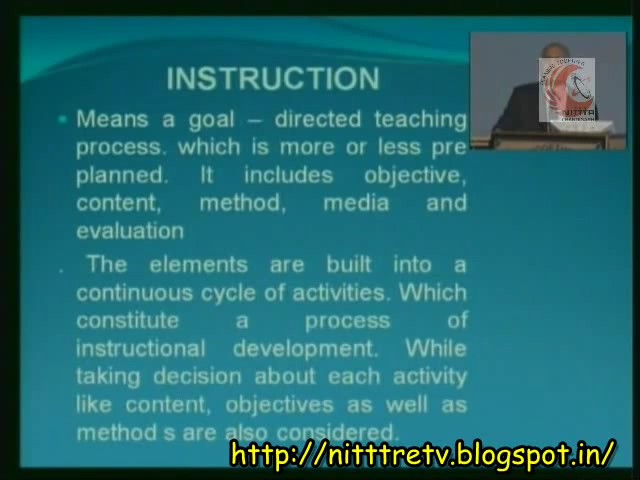 INSTRUCTION
Means a goal – directed teaching
process. which is more or less pre
planned. It includes objective,
content, method, media and
evaluation
. The elements are built into a
continuous cycle of activities. Which
constitute a process of
instructional development. While
taking decision about each activity
like content, objectives as well as
method s are also considered.
http://nitttretv.blogspot.in/